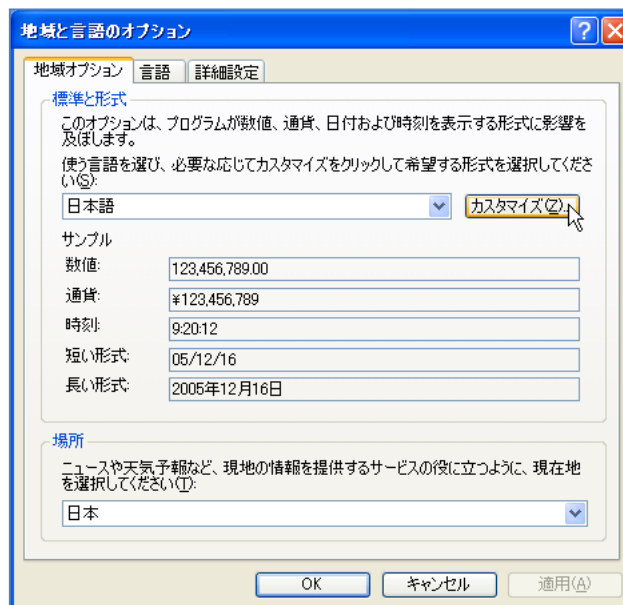 地域と言語のオプション
地域オプション 言語 詳細設定
標準と形式
このオプションは、プログラムが数値、通貨、日付および時刻を表示する形式に影響を
及ぼします。
使う言語を選び、必要な応じてカスタマイズをクリックして希望する形式を選択してくださ
い(S):
日本語 カスタマイズ(Z)...
サンプル
数値: 123,456,789.00
通貨: ¥123,456,789
時刻: 9:20:12
短い形式: 05/12/16
長い形式: 2005年12月16日
場所
ニュースや天気予報など、現地の情報を提供するサービスの役に立つように、現在地
を選択してください(T):
日本
OK キャンセル 適用(A)